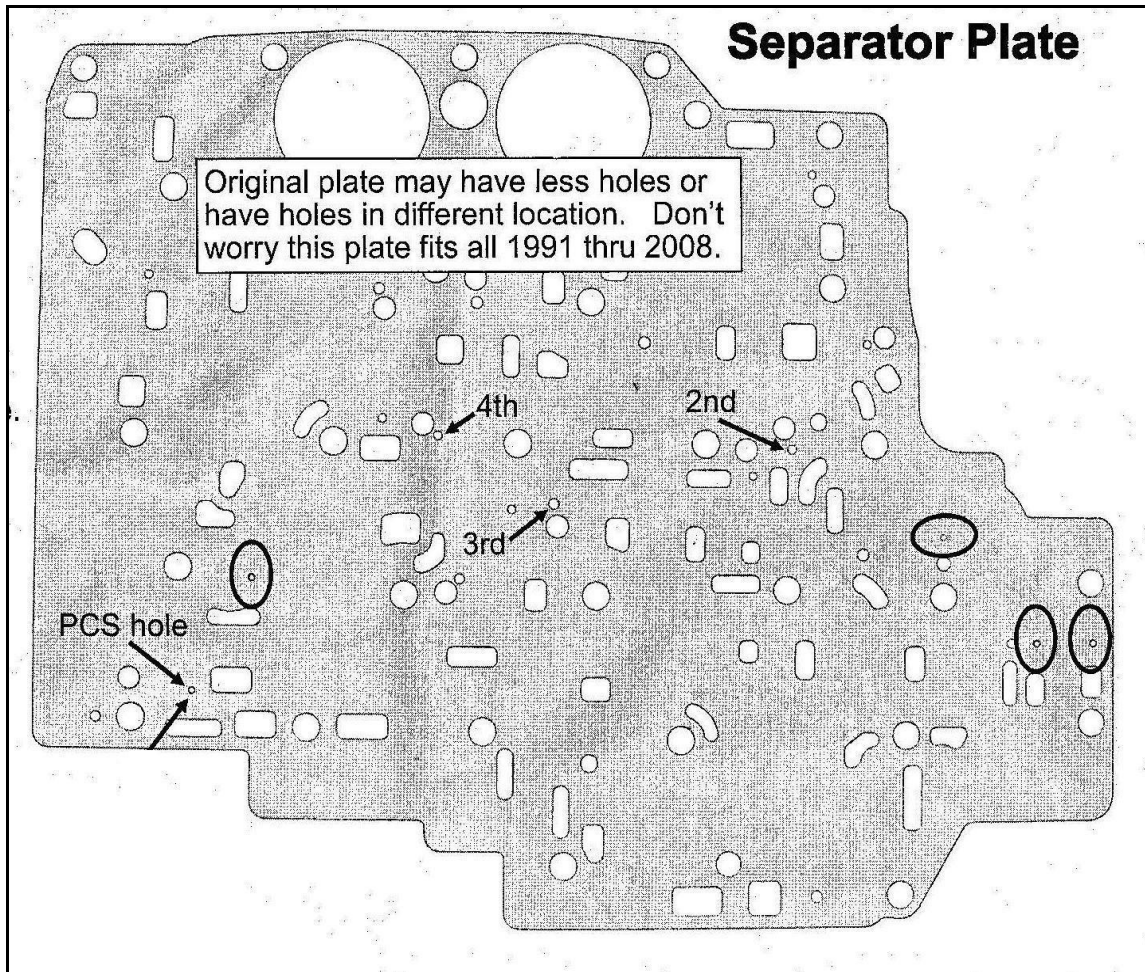 Separator Plate
Original plate may have less holes or
have holes in different location. Don't
worry this plate fits all 1991 thru 2008.
4th
2nd
3rd
PCS hole